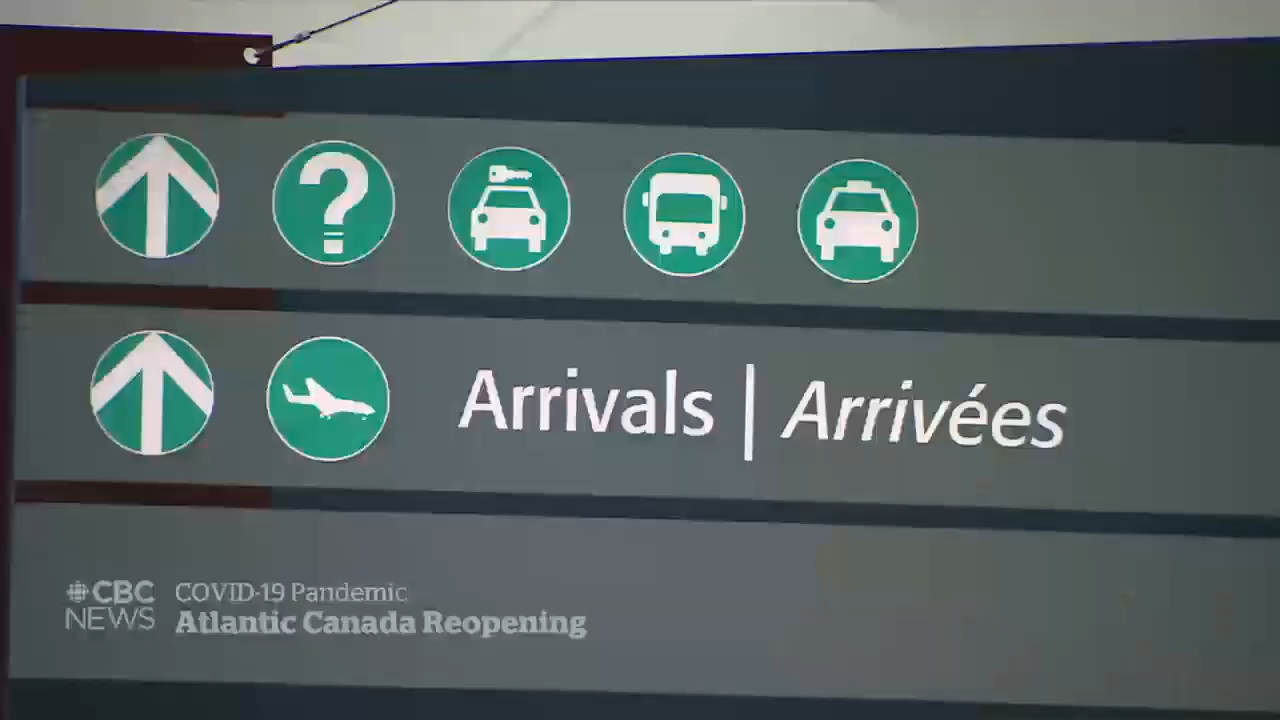 ?
Arrivals | Arrivées
CBC NEWS
COVID-19 Pandemic
Atlantic Canada Reopening